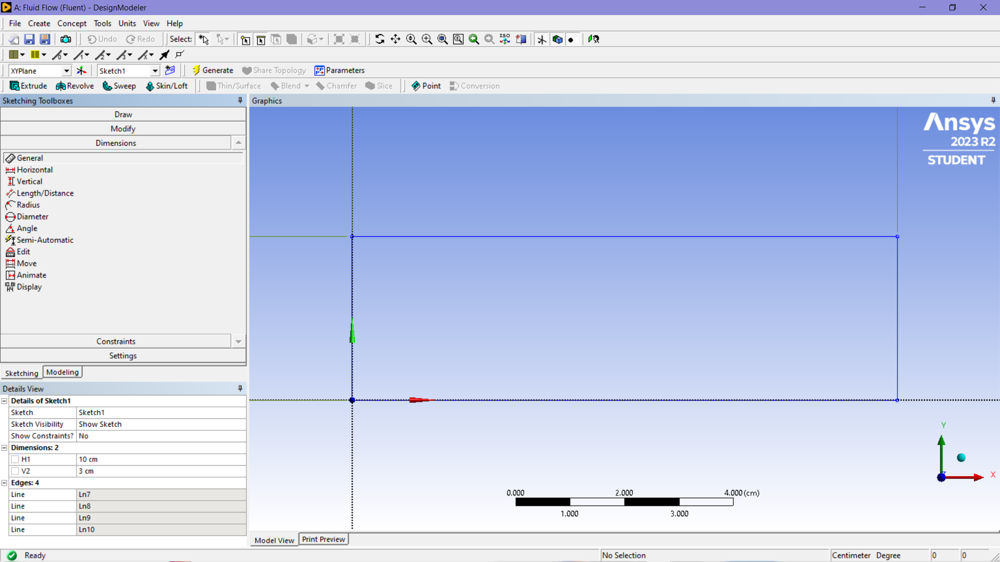 A: Fluid Flow (Fluent) - DesignModeler
File Create Concept Tools Units View Help
Undo Redo Select: ISO
XYPlane Sketch1 Generate Share Topology Parameters
Extrude Revolve Sweep Skin/Loft Thin/Surface Blend Chamfer Slice Point Conversion
Sketching Toolboxes
Draw
Modify
Dimensions
General
Horizontal
Vertical
Length/Distance
Radius
Diameter
Angle
Semi-Automatic
Edit
Move
Animate
Display
Constraints
Settings
Sketching Modeling
Details View
Details of Sketch1
Sketch Sketch1
Sketch Visibility Show Sketch
Show Constraints? No
Dimensions: 2
H1 10 cm
V2 3 cm
Edges: 4
Line Ln7
Line Ln8
Line Ln9
Line Ln10
Graphics
Ansys
2023 R2
STUDENT
Y
Z
X
0.000 2.000 4.000 (cm)
1.000 3.000
Model View Print Preview
Ready No Selection Centimeter Degree 0 0